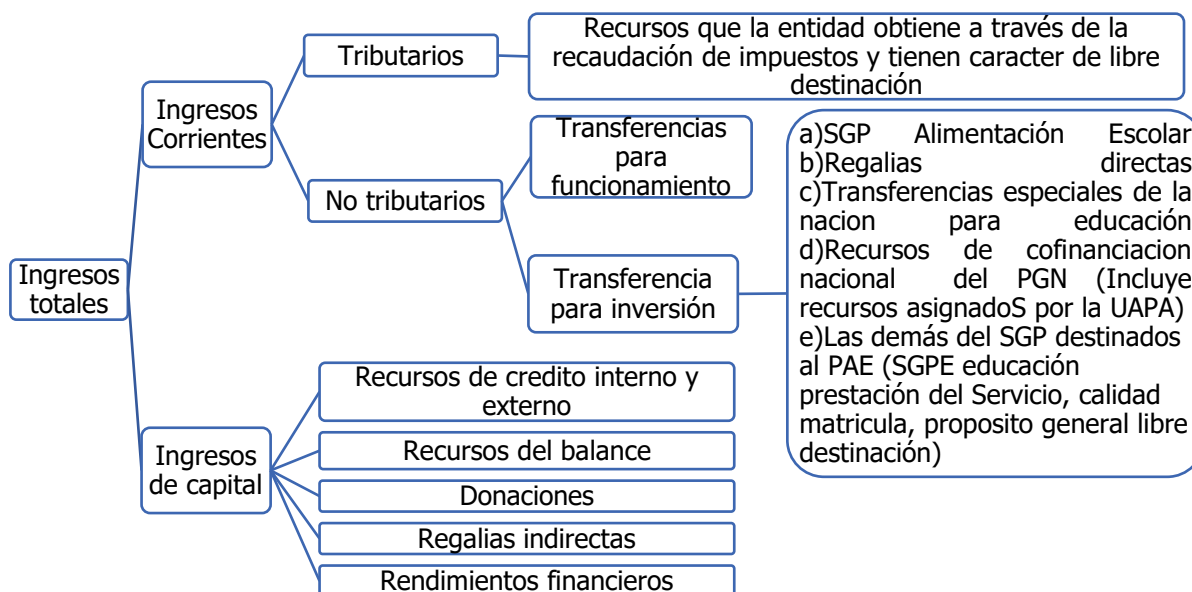 Ingresos
totales
Ingresos
Corrientes
Tributarios
Recursos que la entidad obtiene a través de la
recaudación de impuestos y tienen caracter de libre
destinación
No tributarios
Transferencias
para
funcionamiento
Transferencia
para inversión
a)SGP Alimentación Escolar
b)Regalias directas
c)Transferencias especiales de la
nacion para educación
d)Recursos de cofinanciacion
nacional del PGN (Incluye
recursos asignadoS por la UAPA)
e)Las demás del SGP destinados
al PAE (SGPE educación
prestación del Servicio, calidad
matricula, proposito general libre
destinación)
Ingresos
de capital
Recursos de credito interno y
externo
Recursos del balance
Donaciones
Regalias indirectas
Rendimientos financieros